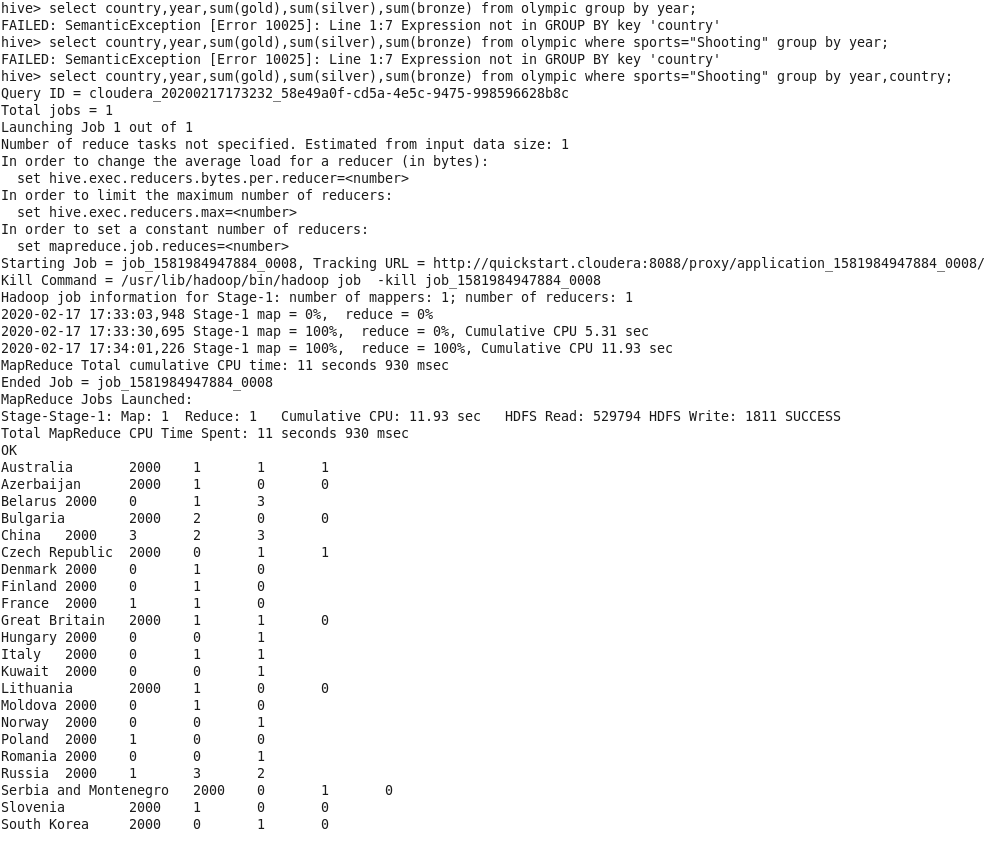 hive> select country,year,sum(gold),sum(silver),sum(bronze) from olympic group by year;
FAILED: SemanticException [Error 10025]: Line 1:7 Expression not in GROUP BY key 'country'
hive> select country,year,sum(gold),sum(silver),sum(bronze) from olympic where sports="Shooting" group by year;
FAILED: SemanticException [Error 10025]: Line 1:7 Expression not in GROUP BY key 'country'
hive> select country,year,sum(gold),sum(silver),sum(bronze) from olympic where sports="Shooting" group by year,country;
Query ID = cloudera_20200217173232_58e49a0f-cd5a-4e5c-9475-998596628b8c
Total jobs = 1
Launching Job 1 out of 1
Number of reduce tasks not specified. Estimated from input data size: 1
In order to change the average load for a reducer (in bytes):
  set hive.exec.reducers.bytes.per.reducer=<number>
In order to limit the maximum number of reducers:
  set hive.exec.reducers.max=<number>
In order to set a constant number of reducers:
  set mapreduce.job.reduces=<number>
Starting Job = job_1581984947884_0008, Tracking URL = http://quickstart.cloudera:8088/proxy/application_1581984947884_0008/
Kill Command = /usr/lib/hadoop/bin/hadoop job  -kill job_1581984947884_0008
Hadoop job information for Stage-1: number of mappers: 1; number of reducers: 1
2020-02-17 17:33:03,948 Stage-1 map = 0%,  reduce = 0%
2020-02-17 17:33:30,695 Stage-1 map = 100%,  reduce = 0%, Cumulative CPU 5.31 sec
2020-02-17 17:34:01,226 Stage-1 map = 100%,  reduce = 100%, Cumulative CPU 11.93 sec
MapReduce Total cumulative CPU time: 11 seconds 930 msec
Ended Job = job_1581984947884_0008
MapReduce Jobs Launched:
Stage-Stage-1: Map: 1  Reduce: 1   Cumulative CPU: 11.93 sec   HDFS Read: 529794 HDFS Write: 1811 SUCCESS
Total MapReduce CPU Time Spent: 11 seconds 930 msec
OK
Australia	2000	1	1	1
Azerbaijan	2000	1	0	0
Belarus	2000	0	1	3
Bulgaria	2000	2	0	0
China	2000	3	2	3
Czech Republic	2000	0	1	1
Denmark	2000	0	1	0
Finland	2000	0	1	0
France	2000	1	1	0
Great Britain	2000	1	1	0
Hungary	2000	0	0	1
Italy	2000	0	1	1
Kuwait	2000	0	0	1
Lithuania	2000	1	0	0
Moldova	2000	0	1	0
Norway	2000	0	0	1
Poland	2000	1	0	0
Romania	2000	0	0	1
Russia	2000	1	3	2
Serbia and Montenegro	2000	0	1	0
Slovenia	2000	1	0	0
South Korea	2000	0	1	0